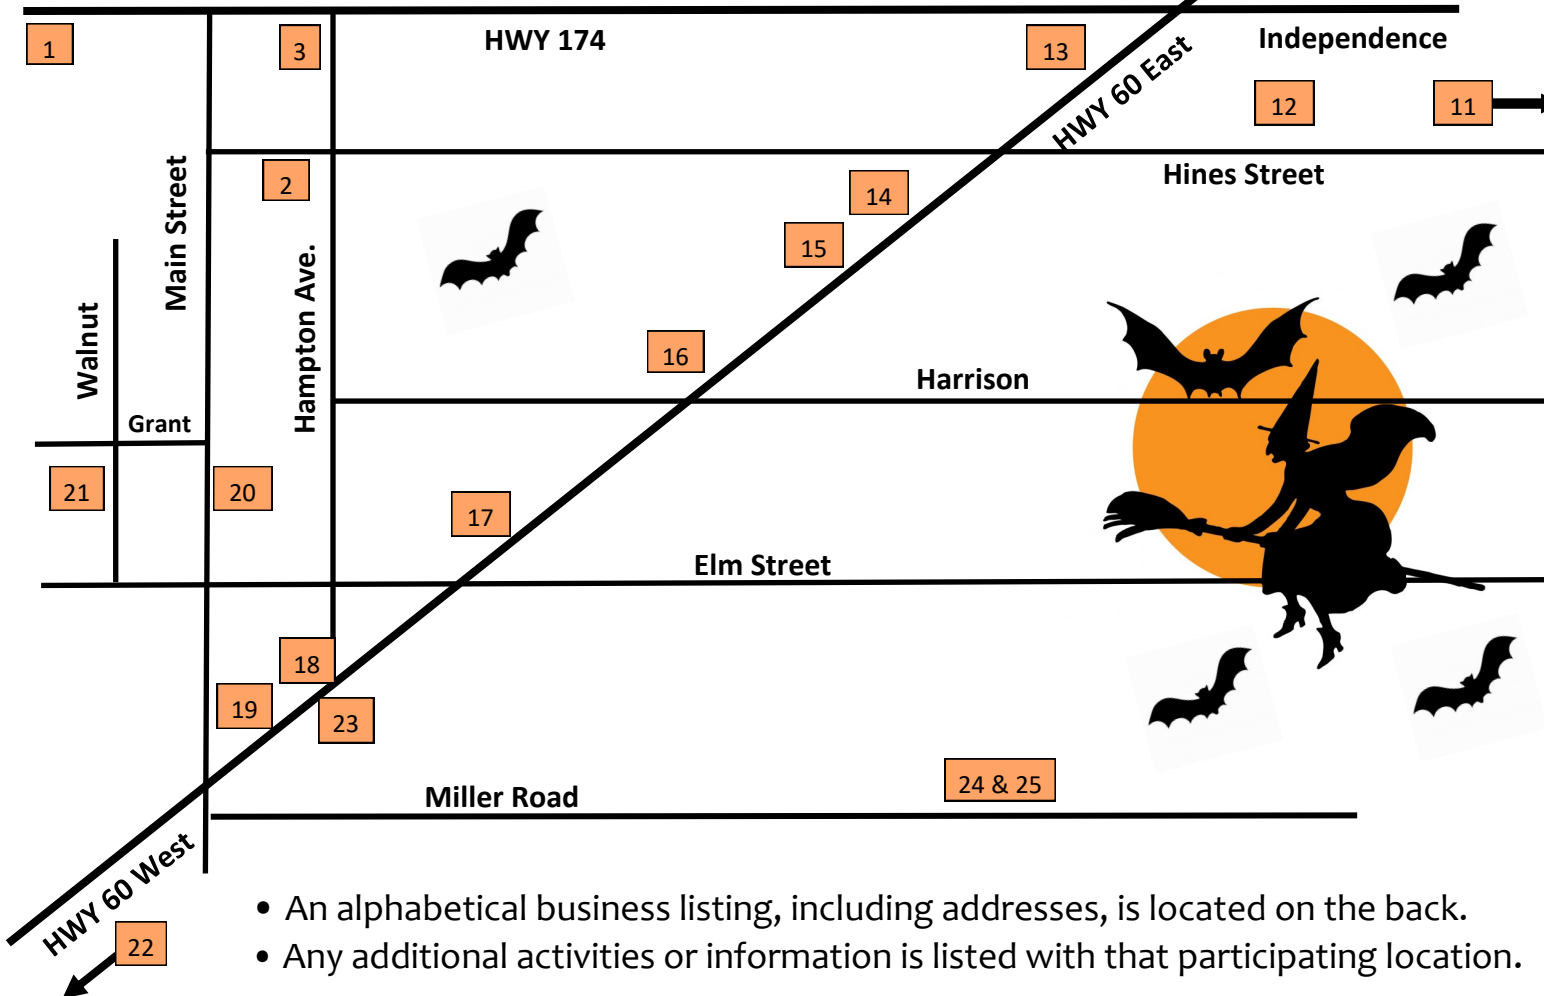 1
3
HWY 174
13
HWY 60 East
Independence
12
11
Main Street
2
Hines Street
14
15
Walnut
Hampton Ave.
16
Harrison
Grant
21
20
17
Elm Street
18
19
23
24 & 25
Miller Road
HWY 60 West
22
• An alphabetical business listing, including addresses, is located on the back.
• Any additional activities or information is listed with that participating location.